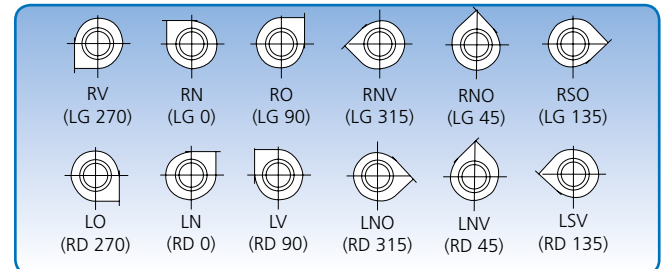 RV RN RO RNV RNO RSO
(LG 270) (LG 0) (LG 90) (LG 315) (LG 45) (LG 135)
LO LN LV LNO LNV LSV
(RD 270) (RD 0) (RD 90) (RD 315) (RD 45) (RD 135)